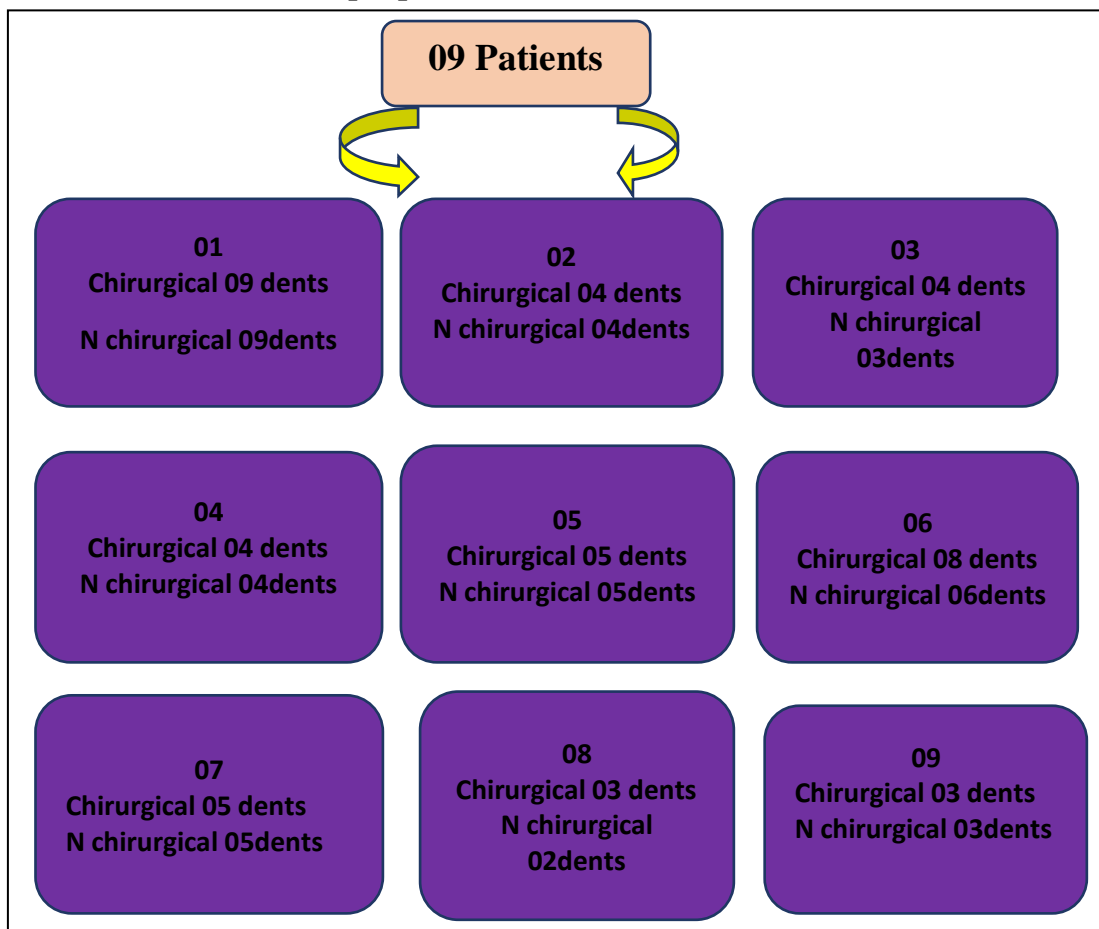 09 Patients
01
Chirurgical 09 dents
N chirurgical 09dents
02
Chirurgical 04 dents
N chirurgical 04dents
03
Chirurgical 04 dents
N chirurgical
03dents
04
Chirurgical 04 dents
N chirurgical 04dents
05
Chirurgical 05 dents
N chirurgical 05dents
06
Chirurgical 08 dents
N chirurgical 06dents
07
Chirurgical 05 dents
N chirurgical 05dents
08
Chirurgical 03 dents
N chirurgical
02dents
09
Chirurgical 03 dents
N chirurgical 03dents